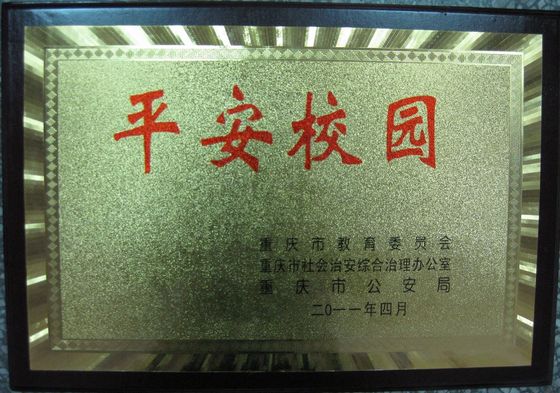 平安校园
重庆市教育委员会
重庆市社会治安综合治理办公室
重庆市公安局
二0一一年四月